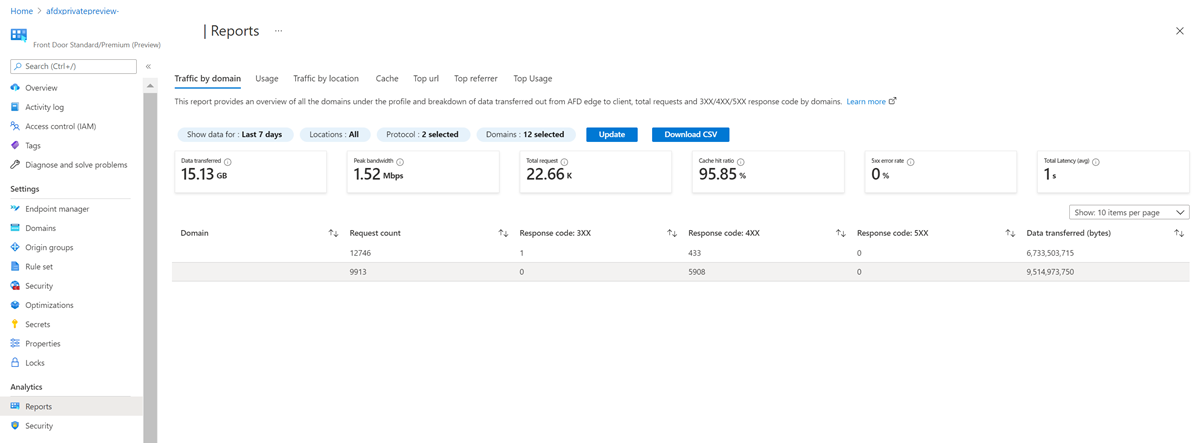 Home > afdxprivatepreview-
Reports ...
Front Door Standard/Premium (Preview)
Search (Ctrl+/)
Overview
Activity log
Access control (IAM)
Tags
Diagnose and solve problems
Settings
Endpoint manager
Domains
Origin groups
Rule set
Security
Optimizations
Secrets
Properties
Locks
Analytics
Reports
Security
Traffic by domain Usage Traffic by location Cache Top url Top referrer Top Usage
This report provides an overview of all the domains under the profile and breakdown of data transferred out from AFD edge to client, total requests and 3XX/4XX/5XX response code by domains. Learn more
Show data for : Last 7 days Locations : All Protocol : 2 selected Domains : 12 selected Update Download CSV
Data transferred
15.13 GB
Peak bandwidth
1.52 Mbps
Total request
22.66 K
Cache hit ratio
95.85 %
5xx error rate
0 %
Total Latency (avg)
1 s
Show: 10 items per page
Domain Request count Response code: 3XX Response code: 4XX Response code: 5XX Data transferred (bytes)
12746 1 433 0 6,733,503,715
9913 0 5908 0 9,514,973,750